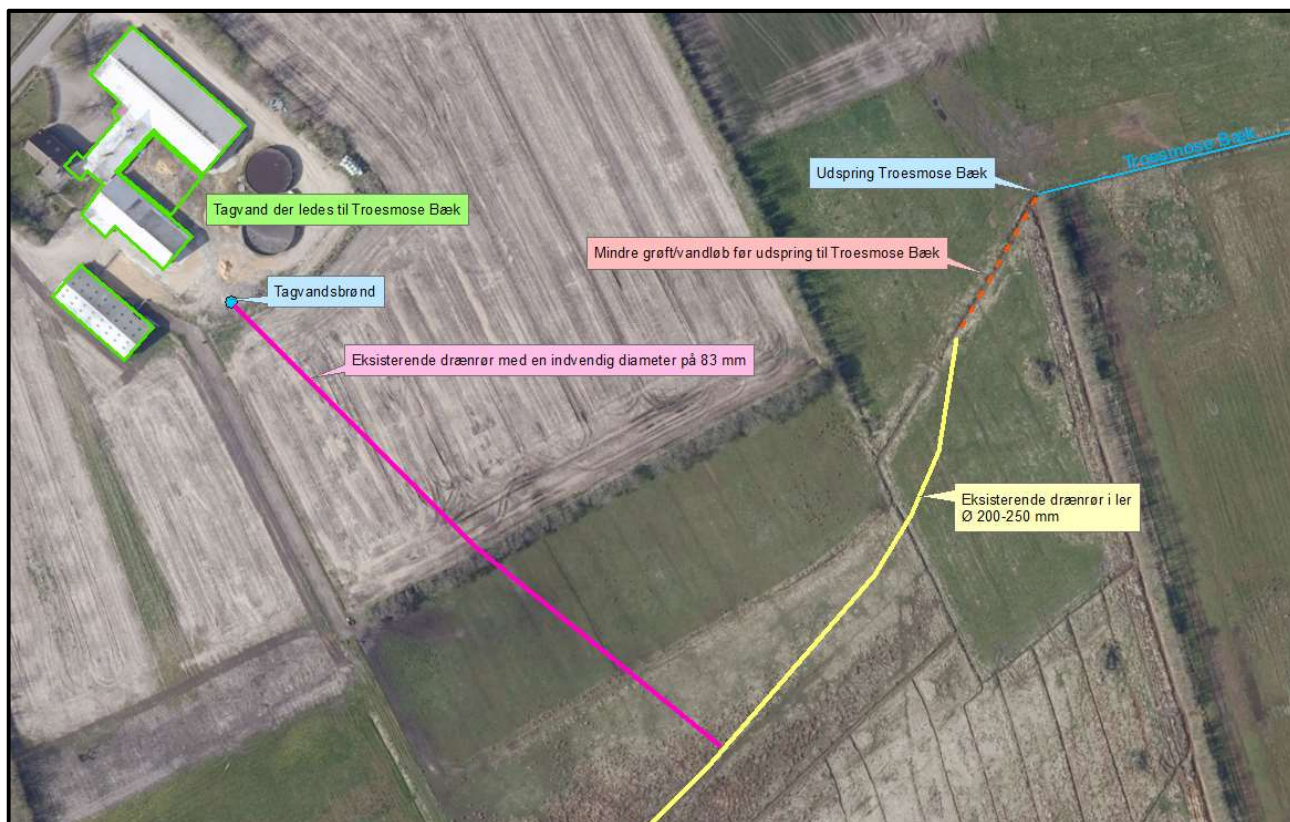 Troesmose Bæk
Udspring Troesmose Bæk
Tagvand der ledes til Troesmose Bæk
Mindre grøft/vandløb før udspring til Troesmose Bæk
Tagvandsbrønd
Eksisterende drænrør med en indvendig diameter på 83 mm
Eksisterende drænrør i ler
Ø 200-250 mm